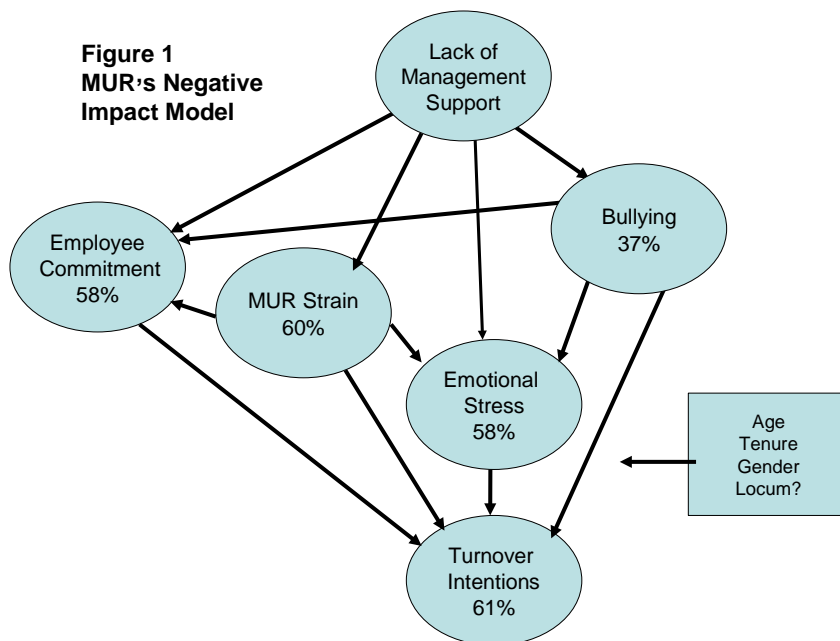 Figure 1
MUR's Negative
Impact Model
Lack of
Management
Support
Bullying
37%
Employee
Commitment
58%
MUR Strain
60%
Emotional
Stress
58%
Age
Tenure
Gender
Locum?
Turnover
Intentions
61%